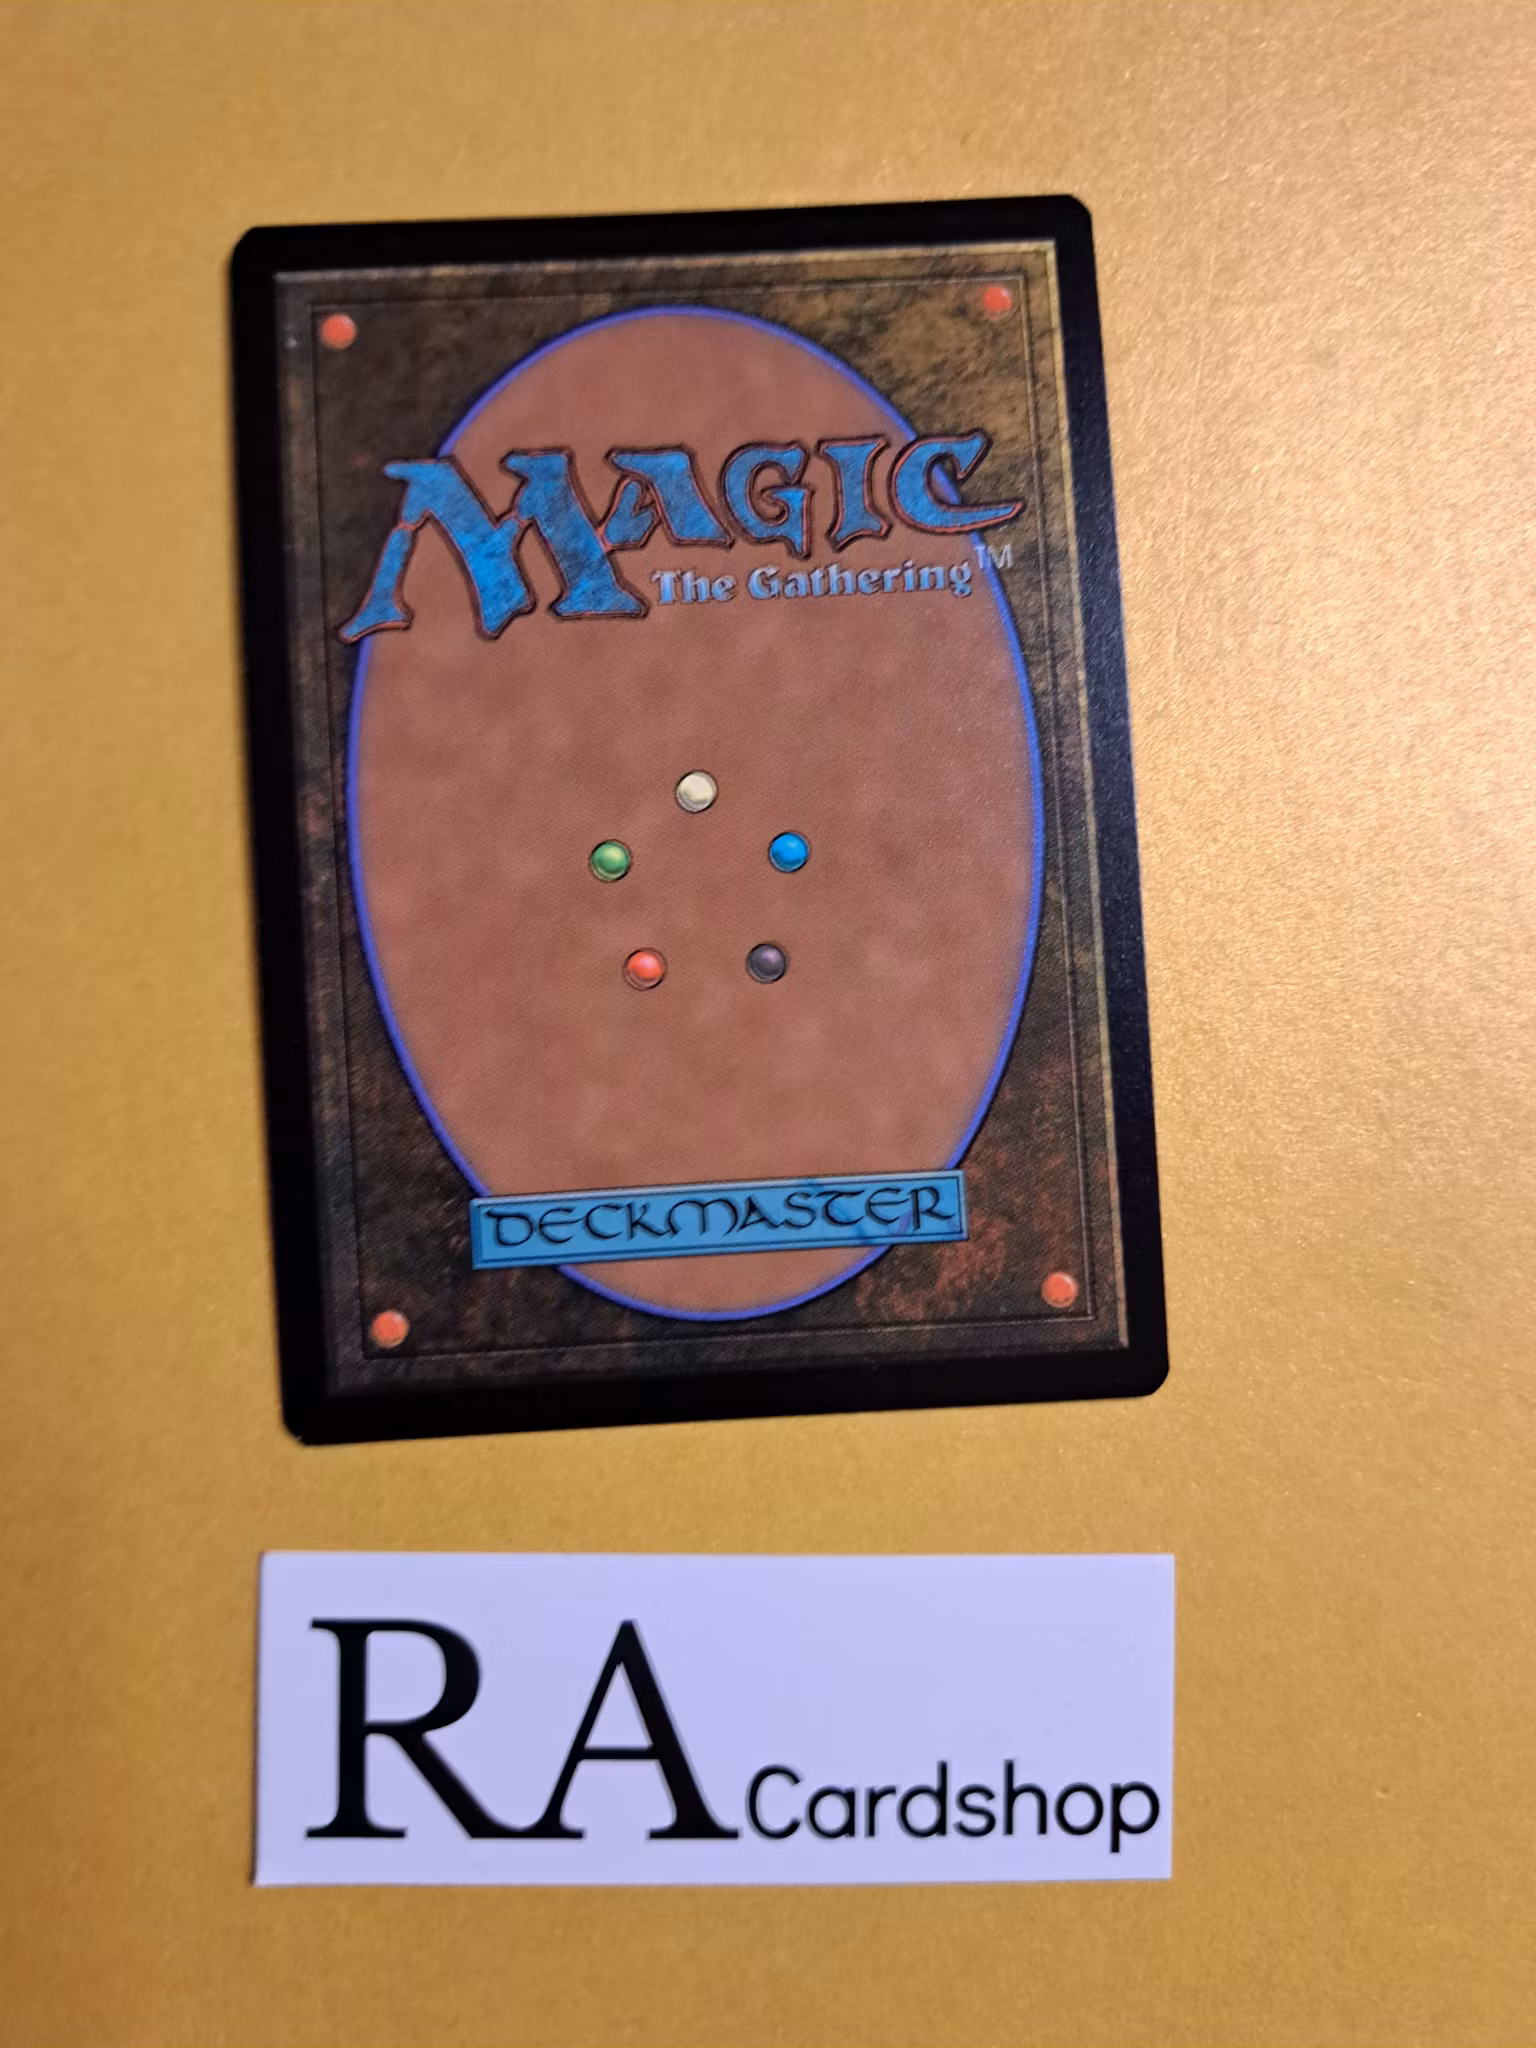 MAGIC
The Gathering™
DECKMASTER
RA Cardshop